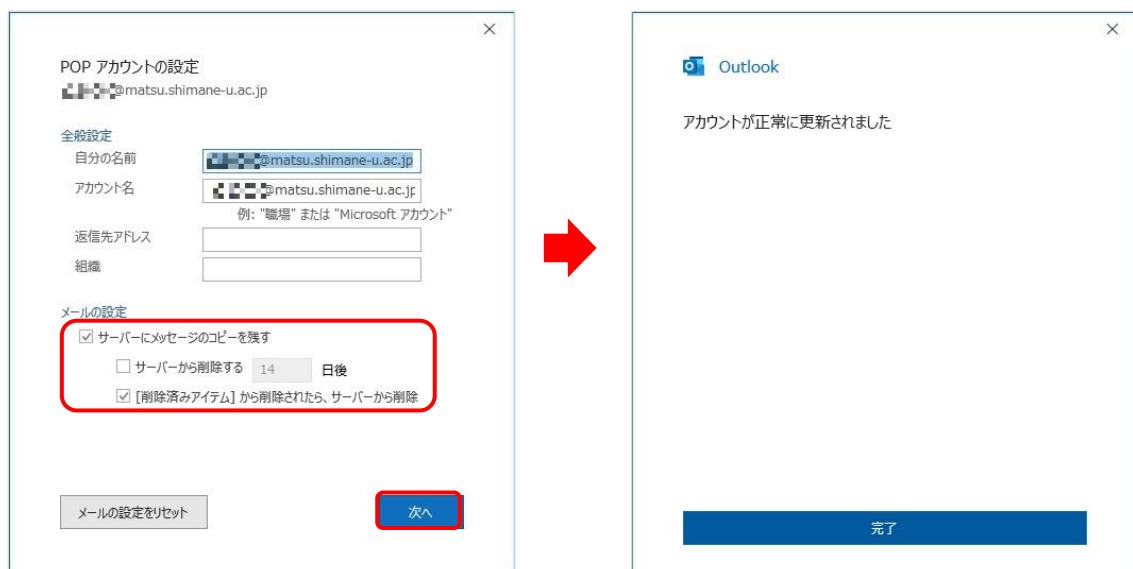 POP アカウントの設定
@matsu.shimane-u.ac.jp
全般設定
自分の名前
@matsu.shimane-u.ac.jp
アカウント名
@matsu.shimane-u.ac.jp
例: "職場" または "Microsoft アカウント"
返信先アドレス
組織
メールの設定
サーバーにメッセージのコピーを残す
サーバーから削除する 14 日後
[削除済みアイテム] から削除されたら、サーバーから削除
メールの設定をリセット
次へ
Outlook
アカウントが正常に更新されました
完了